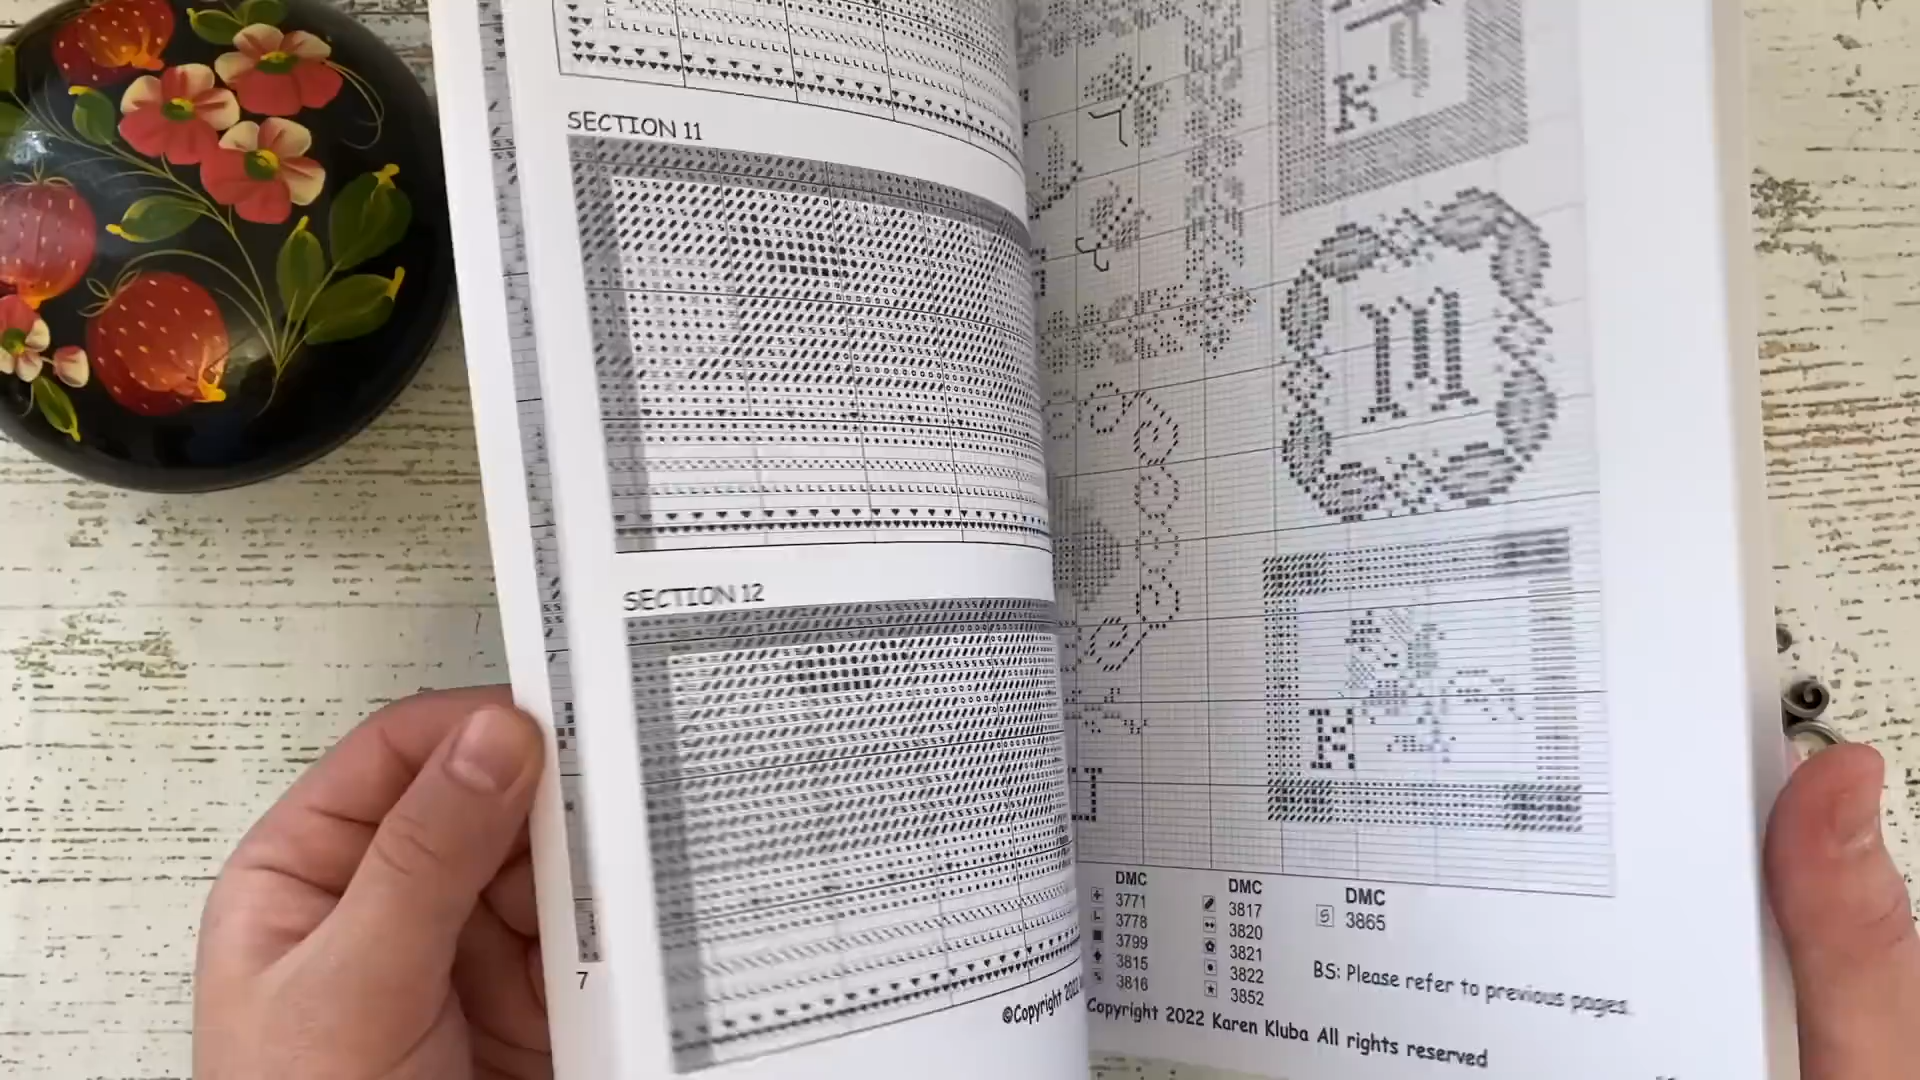 SECTION 11
SECTION 12
7
©Copyright 2022
K
M
N
DMC
3771
3778
3799
3815
3816
DMC
3817
3820
3821
3822
3852
DMC
3865
BS: Please refer to previous pages.
Copyright 2022 Karen Kluba All rights reserved